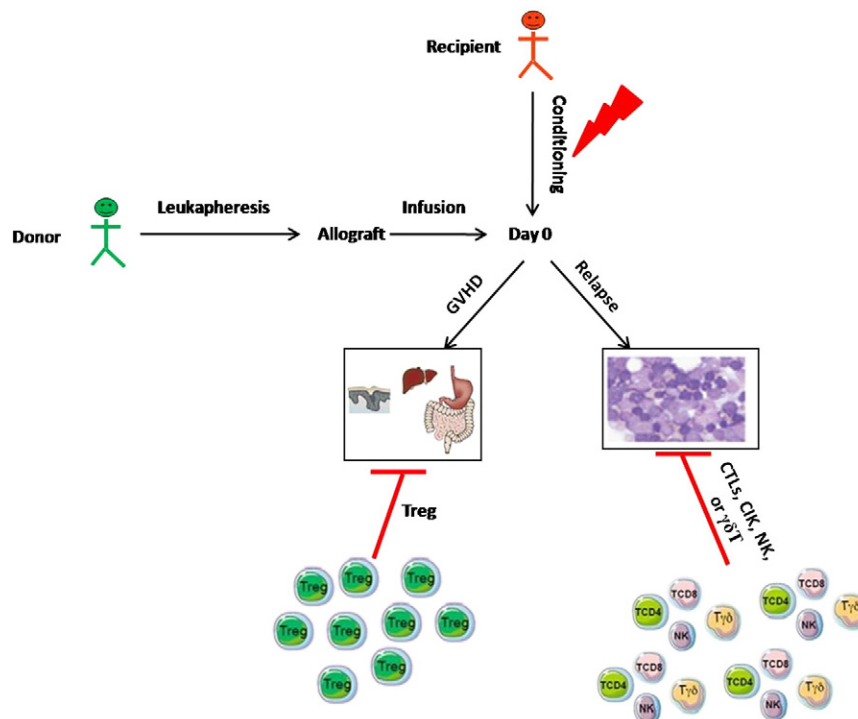 Recipient
Conditioning
Donor
Leukapheresis
Allograft
Infusion
Day 0
GVHD
Relapse
Treg
CTLs, CIK, NK,
or γδT
Treg
Treg
Treg
Treg
Treg
Treg
Treg
Treg
Treg
TCD8
TCD4
Tγδ
NK
TCD8
TCD4
Tγδ
NK
TCD8
TCD4
Tγδ
NK
TCD8
TCD4
Tγδ
NK